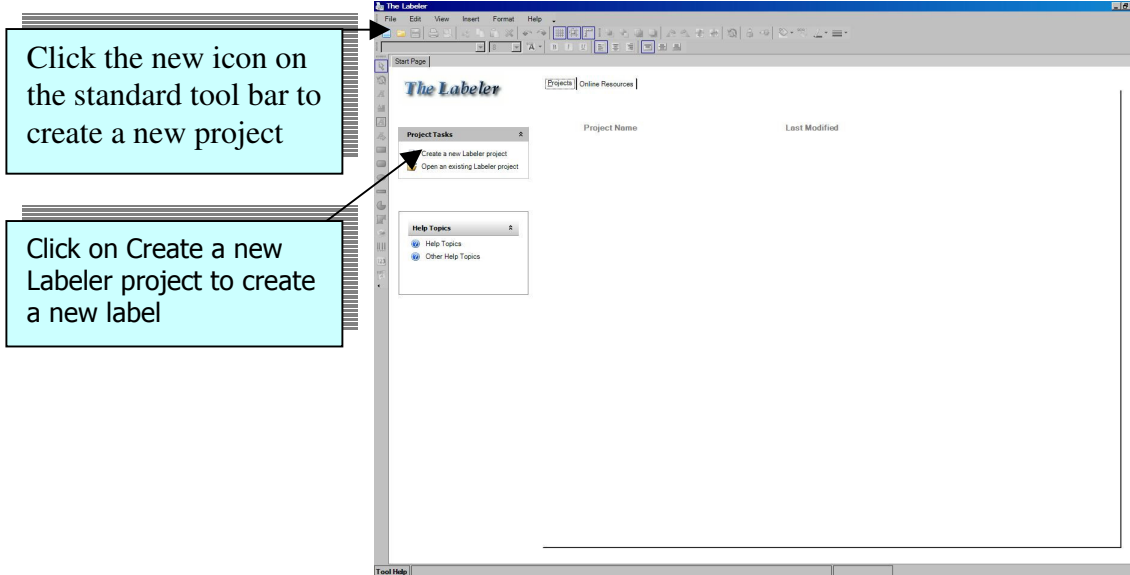 Click the new icon on
the standard tool bar to
create a new project
Click on Create a new
Labeler project to create
a new label
The Labeler
File Edit View Insert Format Help
Start Page
The Labeler
Projects Online Resources
Project Name Last Modified
Project Tasks
Create a new Labeler project
Open an existing Labeler project
Help Topics
Help Topics
Other Help Topics
Tool Help